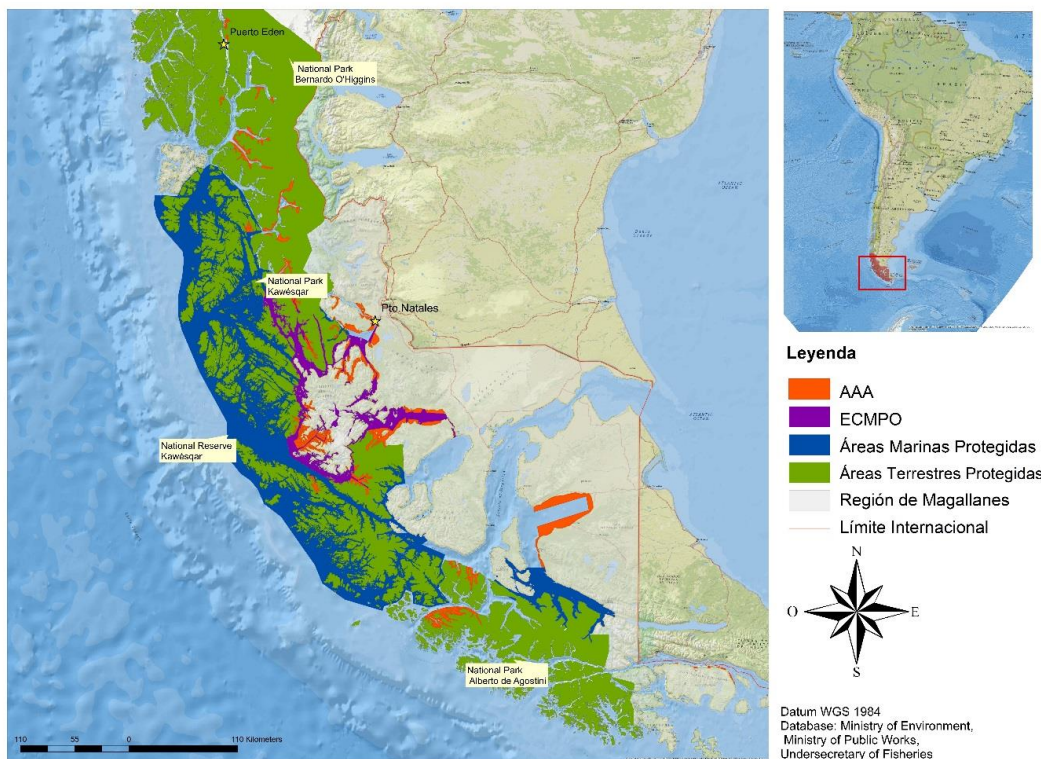 Puerto Eden
National Park
Bernardo O'Higgins
National Park
Kawésqar
Pto.Natales
National Reserve
Kawésqar
National Park
Alberto de Agostini
110 55 0 110 Kilometers
Leyenda
AAA
ECMPO
Áreas Marinas Protegidas
Áreas Terrestres Protegidas
Región de Magallanes
Límite Internacional
N
O
E
S
Datum WGS 1984
Database: Ministry of Environment,
Ministry of Public Works,
Undersecretary of Fisheries